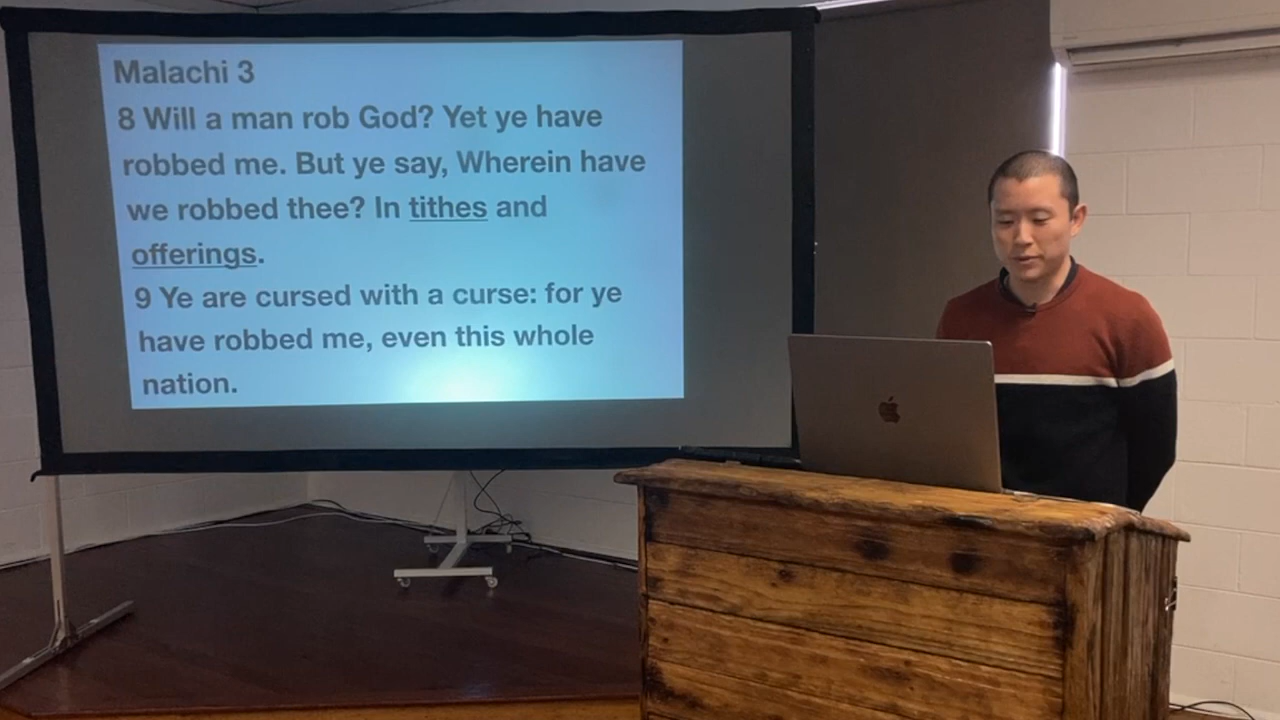 Malachi 3
8 Will a man rob God? Yet ye have
robbed me. But ye say, Wherein have
we robbed thee? In tithes and
offerings.
9 Ye are cursed with a curse: for ye
have robbed me, even this whole
nation.